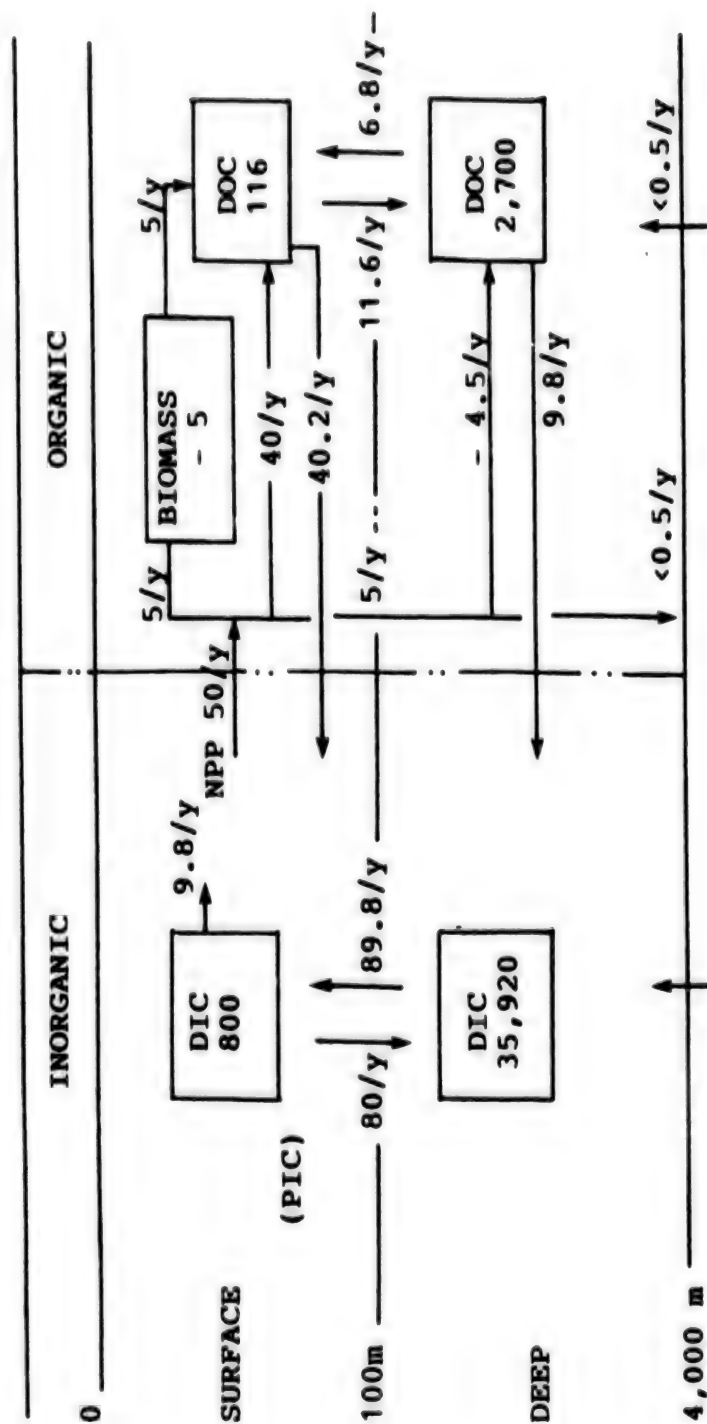 INORGANIC
ORGANIC
0
SURFACE
(PIC)
DIC
800
9.8/y
NPP 50/y
5/y
BIOMASS
- 5
5/y
DOC
116
40/y
40.2/y
100m
80/y
89.8/y
5/y
11.6/y
6.8/y-
DEEP
DIC
35,920
- 4.5/y
9.8/y
DOC
2,700
4,000 m
<0.5/y
<0.5/y